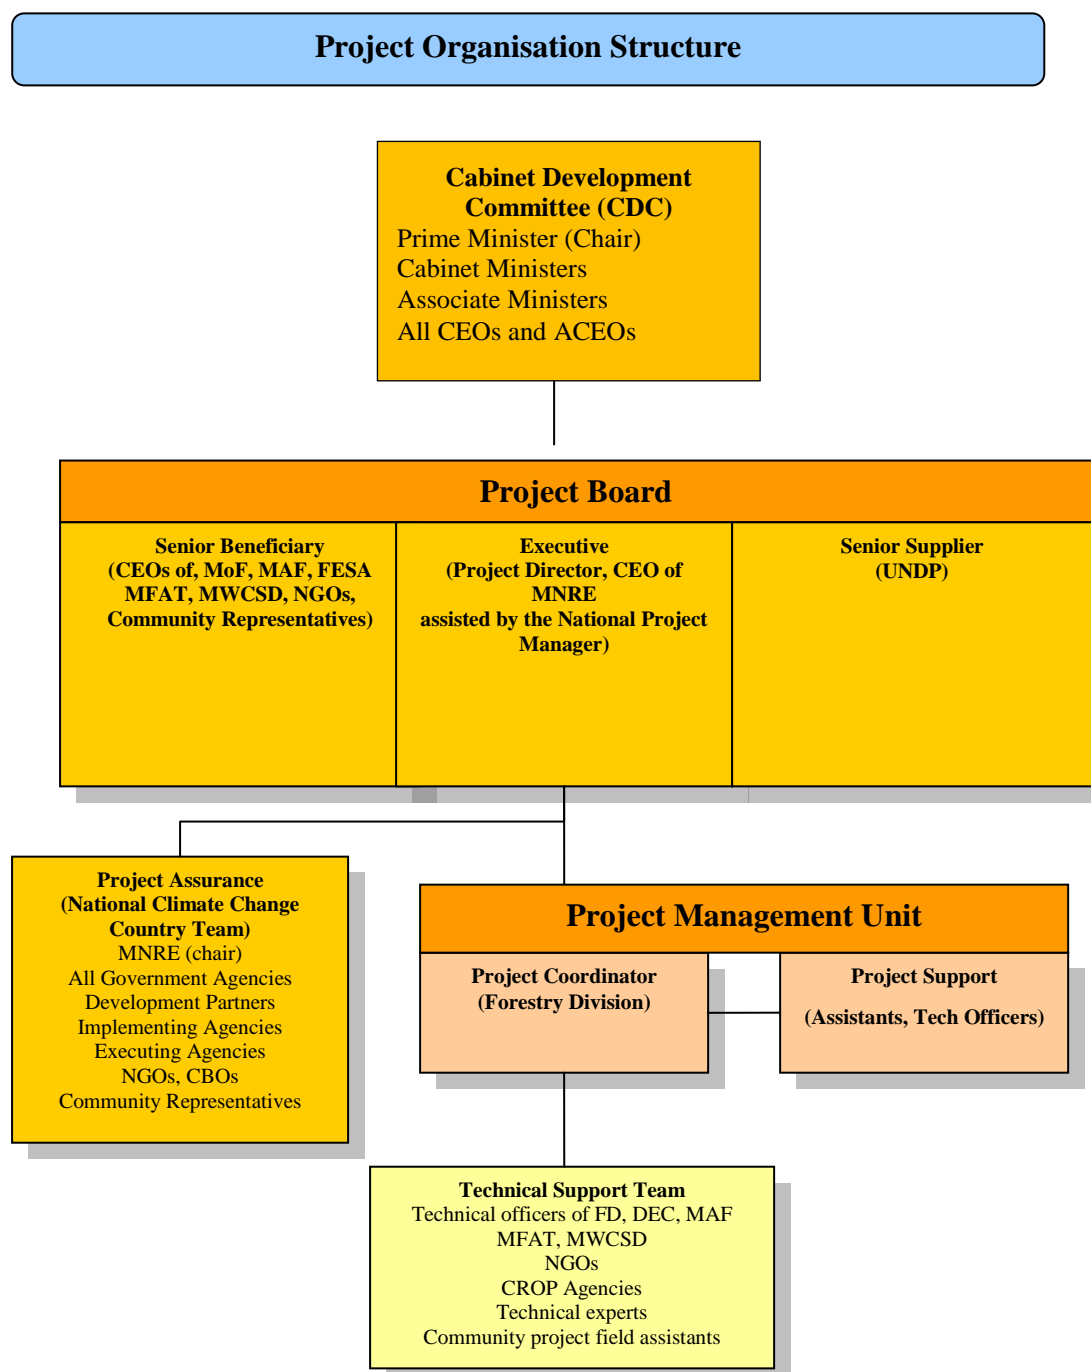 Project Organisation Structure
Cabinet Development
Committee (CDC)
Prime Minister (Chair)
Cabinet Ministers
Associate Ministers
All CEOs and ACEOs
Project Board
Senior Beneficiary
(CEOs of, MoF, MAF, FESA
MFAT, MWCSD, NGOs,
Community Representatives)
Executive
(Project Director, CEO of
MNRE
assisted by the National Project
Manager)
Senior Supplier
(UNDP)
Project Assurance
(National Climate Change
Country Team)
MNRE (chair)
All Government Agencies
Development Partners
Implementing Agencies
Executing Agencies
NGOs, CBOs
Community Representatives
Project Management Unit
Project Coordinator
(Forestry Division)
Project Support
(Assistants, Tech Officers)
Technical Support Team
Technical officers of FD, DEC, MAF
MFAT, MWCSD
NGOs
CROP Agencies
Technical experts
Community project field assistants